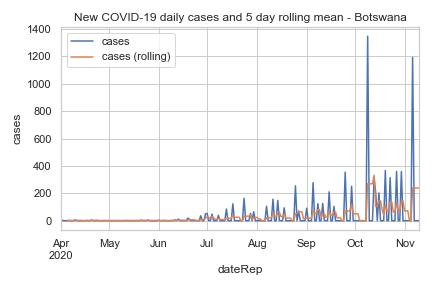 New COVID-19 daily cases and 5 day rolling mean - Botswana
cases
cases (rolling)
1400
1200
1000
800
600
400
200
0
cases
Apr May Jun Jul Aug Sep Oct Nov
2020
dateRep